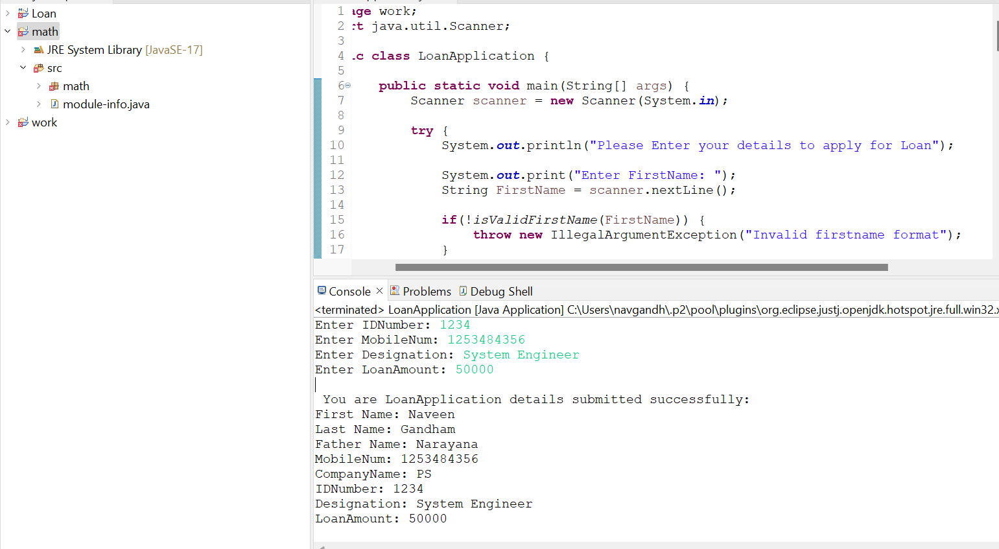 Loan
math
JRE System Library [JavaSE-17]
src
math
module-info.java
work
1 age work;
2 ct java.util.Scanner;
3
4 ic class LoanApplication {
5
6 public static void main(String[] args) {
7 Scanner scanner = new Scanner(System.in);
8
9 try {
10 System.out.println("Please Enter your details to apply for Loan");
11
12 System.out.print("Enter FirstName: ");
13 String FirstName = scanner.nextLine();
14
15 if(!isValidFirstName(FirstName)) {
16 throw new IllegalArgumentException("Invalid firstname format");
17 }
Console Problems Debug Shell
<terminated> LoanApplication [Java Application] C:\Users\navgandh\.p2\pool\plugins\org.eclipse.justj.openjdk.hotspot.jre.full.win32.x
Enter IDNumber: 1234
Enter MobileNum: 1253484356
Enter Designation: System Engineer
Enter LoanAmount: 50000
You are LoanApplication details submitted successfully:
First Name: Naveen
Last Name: Gandham
Father Name: Narayana
MobileNum: 1253484356
CompanyName: PS
IDNumber: 1234
Designation: System Engineer
LoanAmount: 50000